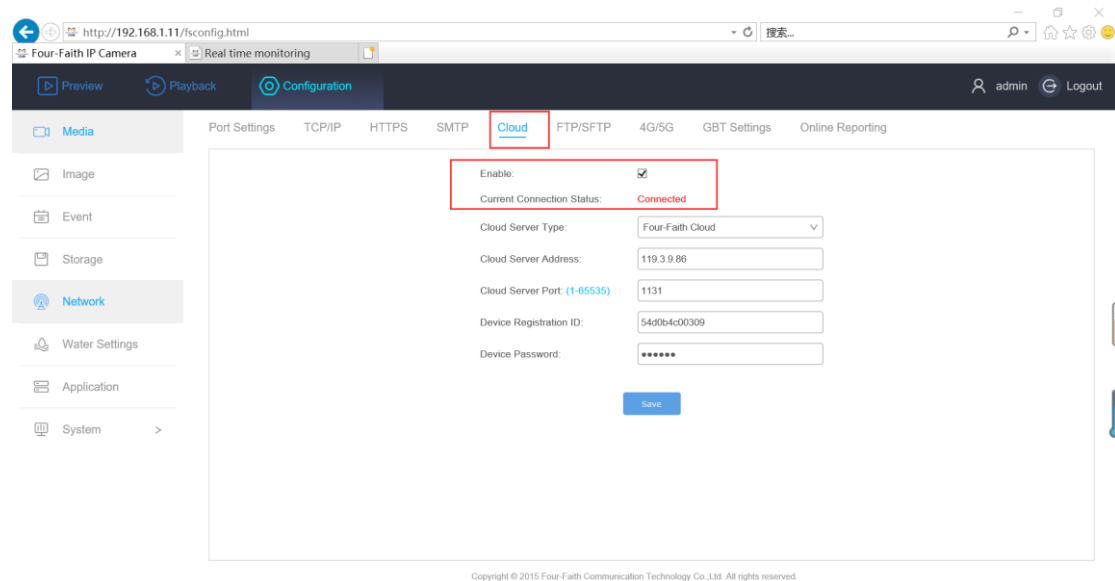 http://192.168.1.11/fsconfig.html
搜索...
Four-Faith IP Camera
Real time monitoring
Preview
Playback
Configuration
admin
Logout
Media
Image
Event
Storage
Network
Water Settings
Application
System >
Port Settings TCP/IP HTTPS SMTP Cloud FTP/SFTP 4G/5G GBT Settings Online Reporting
Enable:
Current Connection Status: Connected
Cloud Server Type: Four-Faith Cloud
Cloud Server Address: 119.3.9.86
Cloud Server Port: (1-65535) 1131
Device Registration ID: 54d0b4c00309
Device Password: ••••••
Save
Copyright © 2015 Four-Faith Communication Technology Co.,Ltd. All rights reserved.